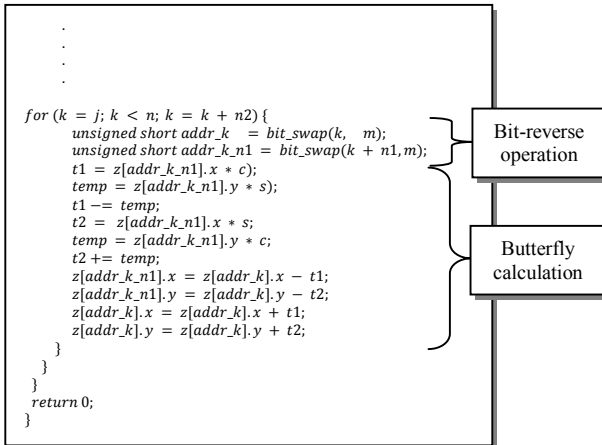 .
.
.
.
for (k = j; k < n; k = k + n2) {
unsigned short addr_k = bit_swap(k, m);
unsigned short addr_k_n1 = bit_swap(k + n1, m);
t1 = z[addr_k_n1].x * c);
temp = z[addr_k_n1].y * s);
t1 −= temp;
t2 = z[addr_k_n1].x * s;
temp = z[addr_k_n1].y * c;
t2 += temp;
z[addr_k_n1].x = z[addr_k].x − t1;
z[addr_k_n1].y = z[addr_k].y − t2;
z[addr_k].x = z[addr_k].x + t1;
z[addr_k].y = z[addr_k].y + t2;
}
}
}
return 0;
}
Bit-reverse
operation
Butterfly
calculation